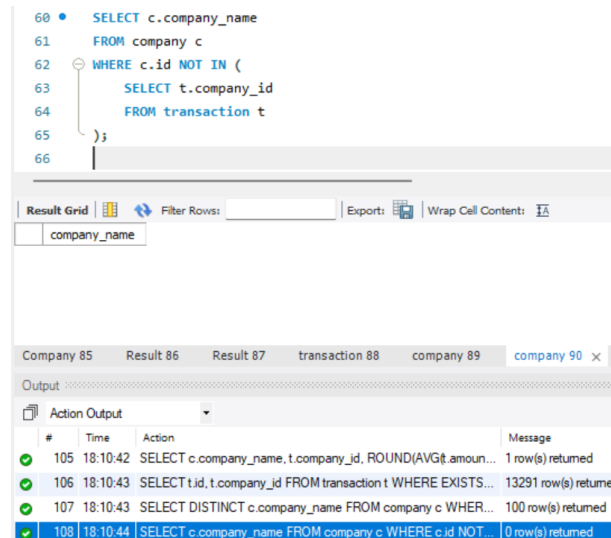 60 SELECT c.company_name
61 FROM company c
62 WHERE c.id NOT IN (
63 SELECT t.company_id
64 FROM transaction t
65 );
66
Result Grid Filter Rows: Export: Wrap Cell Content: IA
company_name
Company 85 Result 86 Result 87 transaction 88 company 89 company 90 ×
Output
Action Output
# Time Action Message
105 18:10:42 SELECT c.company_name, t.company_id, ROUND(AVG(t.amoun... 1 row(s) returned
106 18:10:43 SELECT t.id, t.company_id FROM transaction t WHERE EXISTS... 13291 row(s) returne
107 18:10:43 SELECT DISTINCT c.company_name FROM company c WHER... 100 row(s) returned
108 18:10:44 SELECT c.company_name FROM company c WHERE c.id NOT... 0 row(s) returned